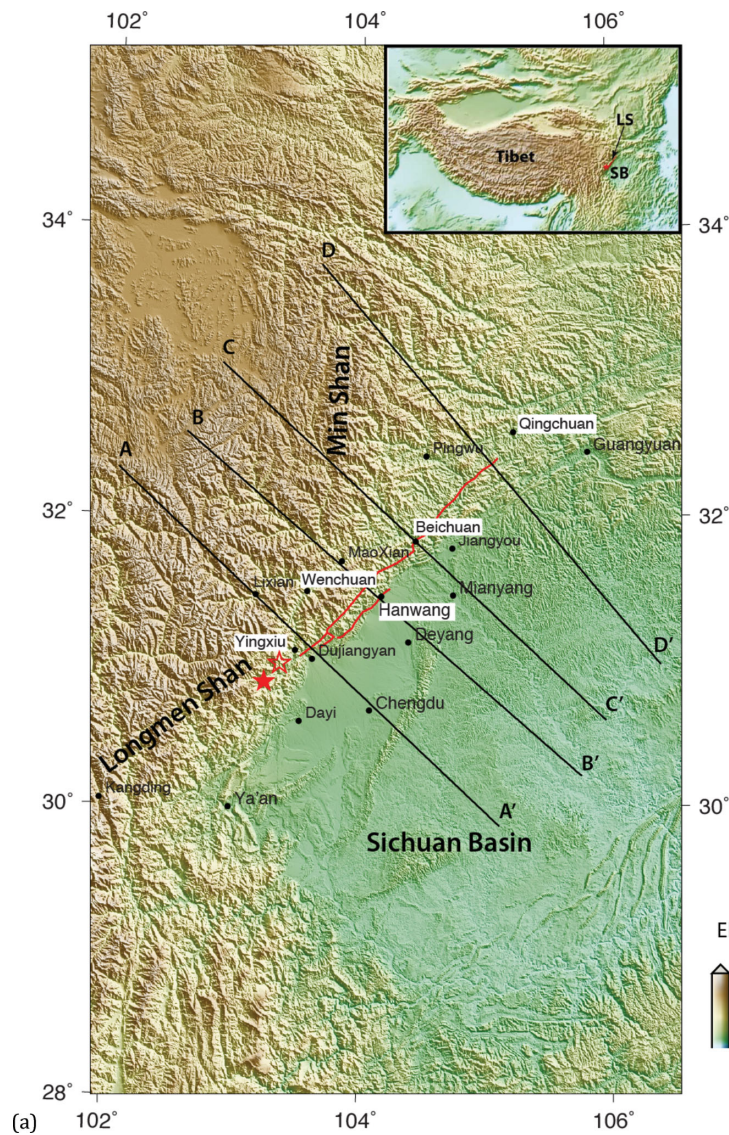 102˚ 104˚ 106˚
LS
Tibet
SB
34˚ 34˚
D
C
Min Shan
B
Qingchuan
A
Pingwu
Guangyuan
32˚ 32˚
Beichuan
MaoXian
Jiangyou
Lixian
Wenchuan
Mianyang
Hanwang
Yingxiu
Deyang
Dujiangyan
D'
Longmen Shan
Chengdu
C'
Dayi
B'
Kangding
30˚ 30˚
Ya'an
A'
Sichuan Basin
28˚
(a)
102˚ 104˚ 106˚